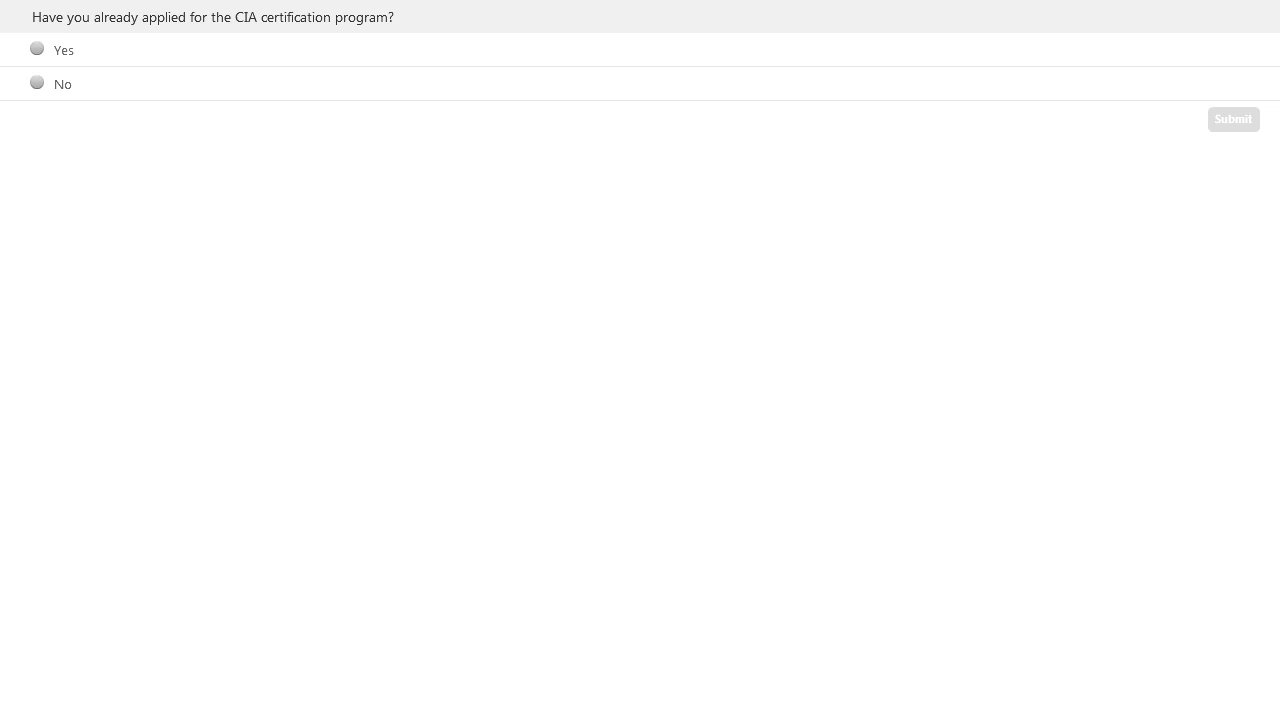 Have you already applied for the CIA certification program?
Yes
No
Submit